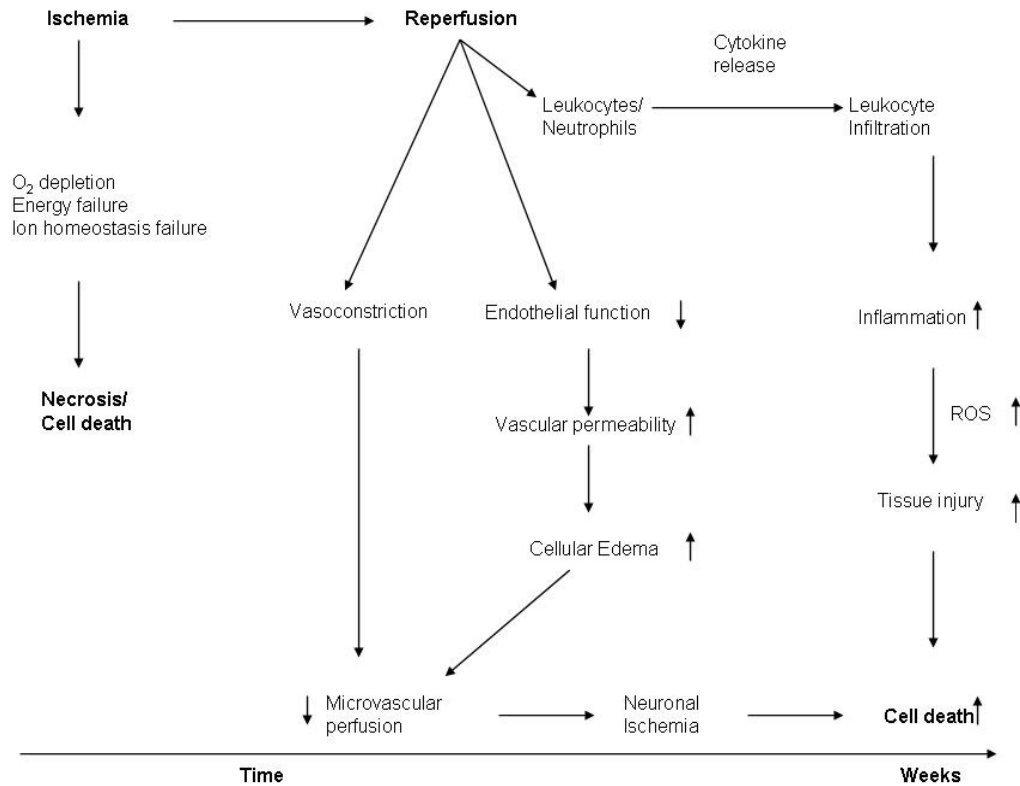 Ischemia
Reperfusion
Cytokine
release
Leukocytes/
Neutrophils
Leukocyte
Infiltration
O₂ depletion
Energy failure
Ion homeostasis failure
Vasoconstriction
Endothelial function
Inflammation
Necrosis/
Cell death
Vascular permeability
ROS
Tissue injury
Cellular Edema
Microvascular
perfusion
Neuronal
Ischemia
Cell death
Time
Weeks